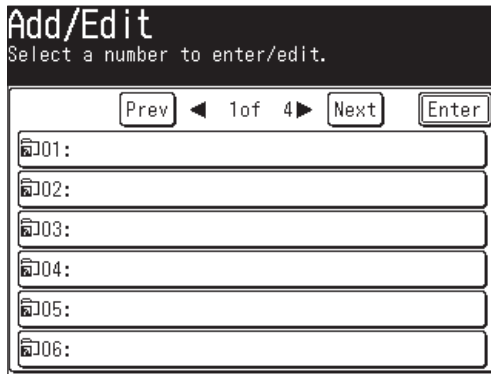 Add/Edit
Select a number to enter/edit.
Prev ◀ 1of 4▶ Next Enter
01:
02:
03:
04:
05:
06: